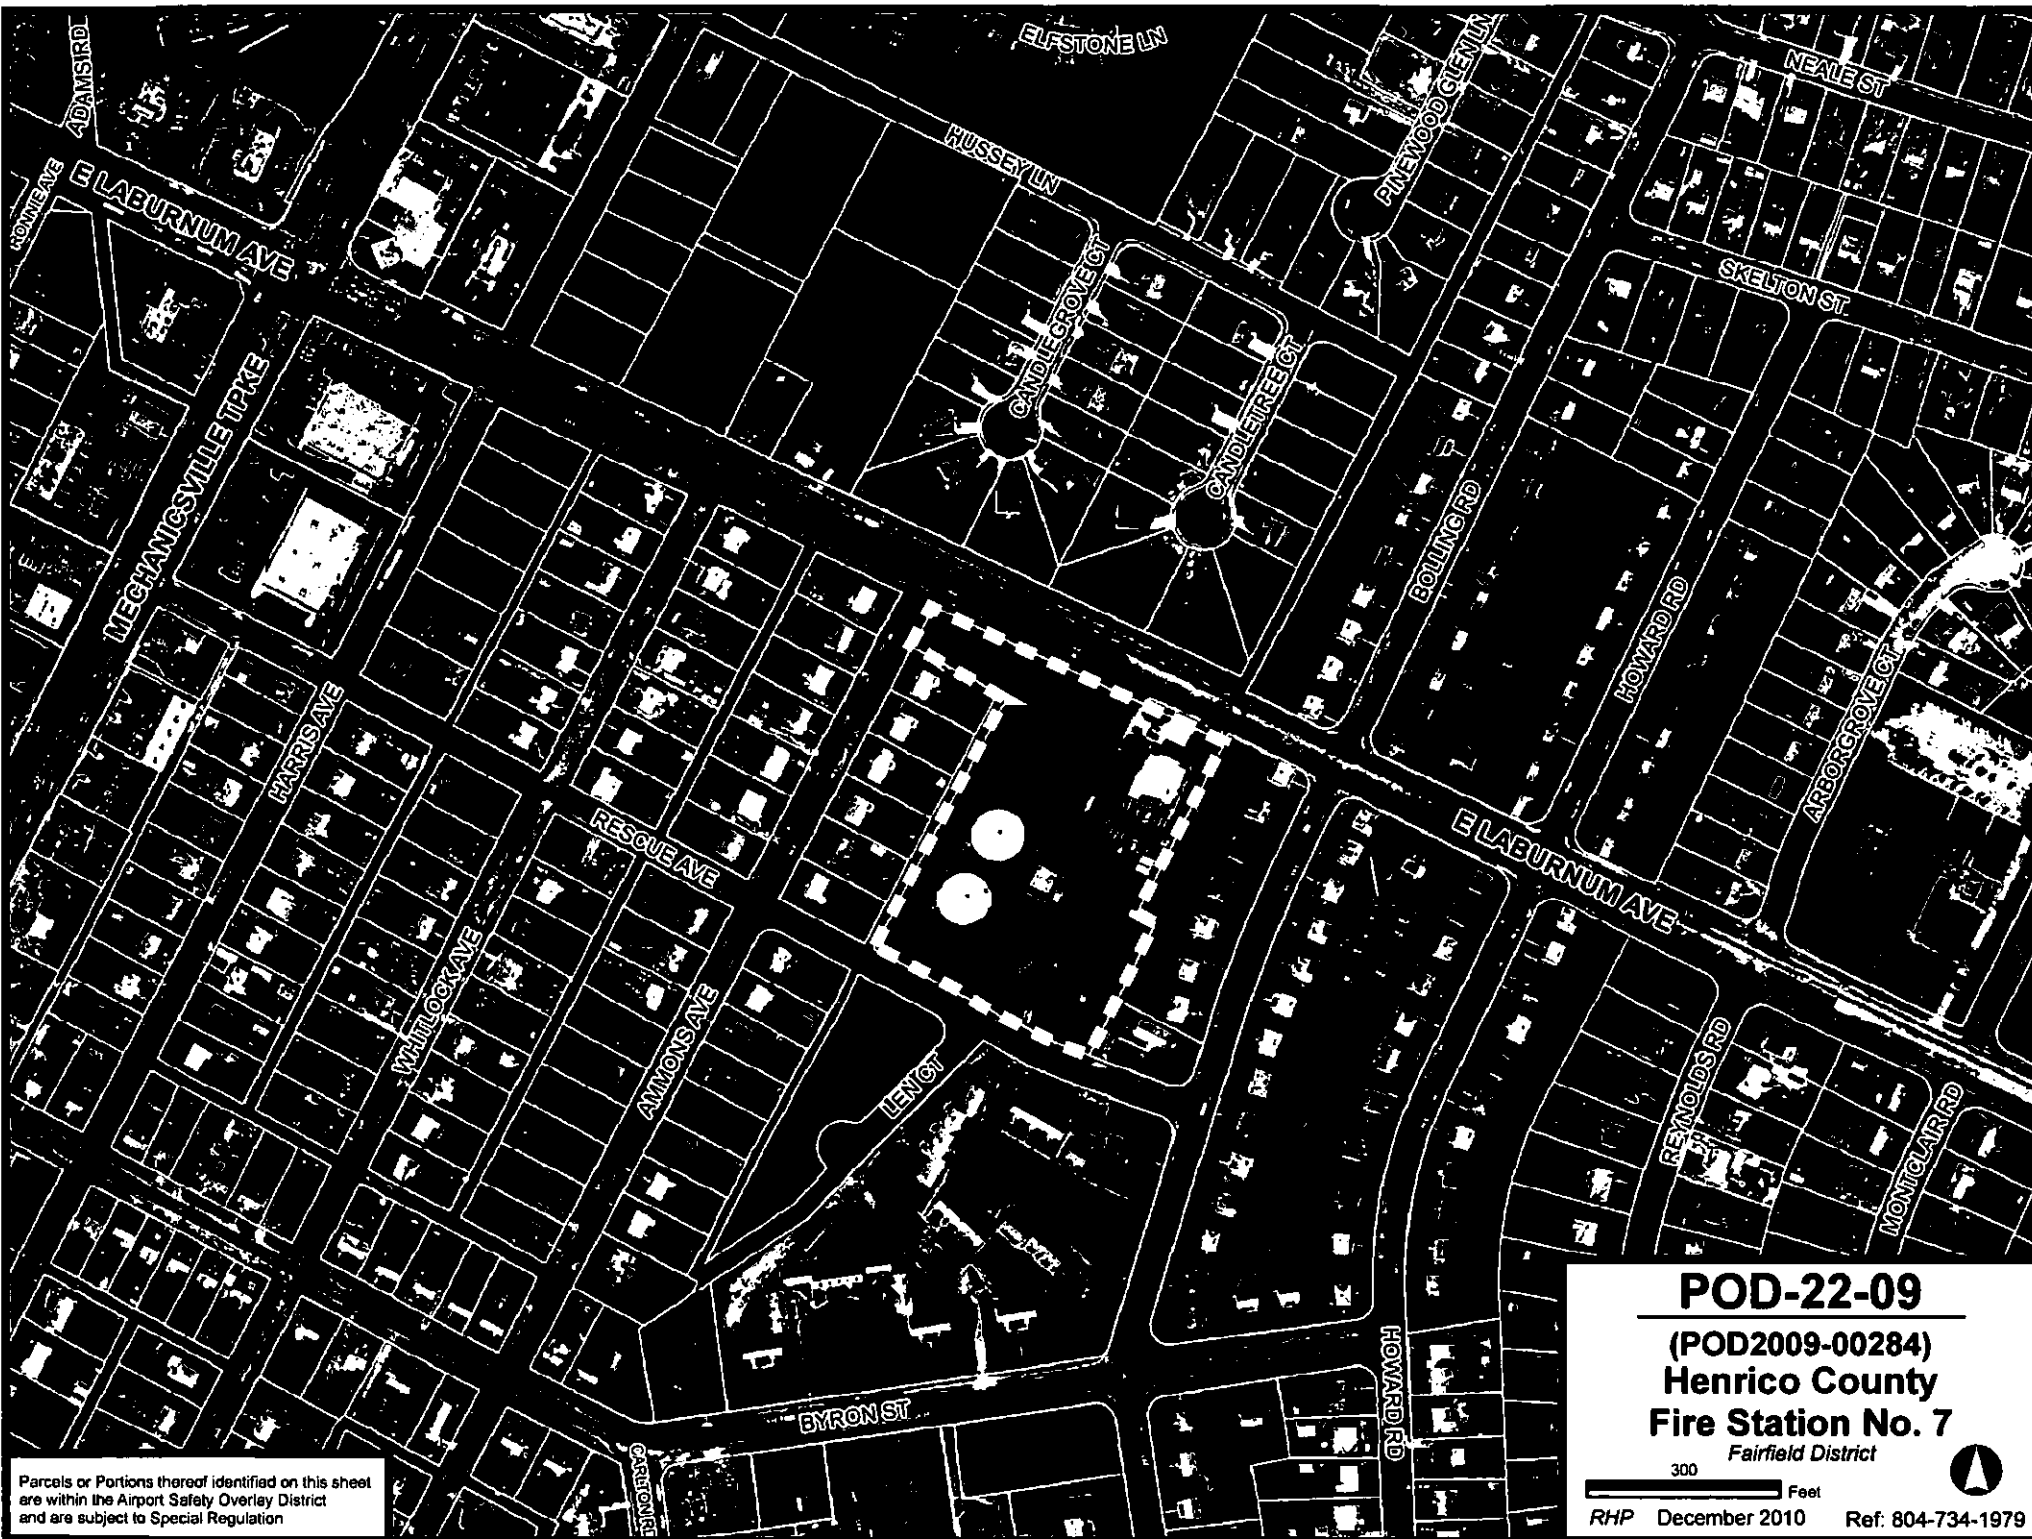 ELFSTONE LN
NEALE ST
ADAMS RD
PINEWOOD GLEN LN
HUSSEY LN
RONNIE AVE
E LABURNUM AVE
SKELTON ST
CANDLEGROVE CT
CANDLETREE CT
MECHANICSVILLE TPKE
BOLLING RD
HOWARD RD
ARBORGROVE CT
HARRIS AVE
RESCUE AVE
E LABURNUM AVE
WHITLOCK AVE
AMMONS AVE
LEN CT
REYNOLDS RD
MONTCLAIR RD
HOWARD RD
BYRON ST
CARLTON RD
Parcels or Portions thereof identified on this sheet
are within the Airport Safety Overlay District
and are subject to Special Regulation
POD-22-09
(POD2009-00284)
Henrico County
Fire Station No. 7
Fairfield District
300
Feet
RHP December 2010 Ref: 804-734-1979